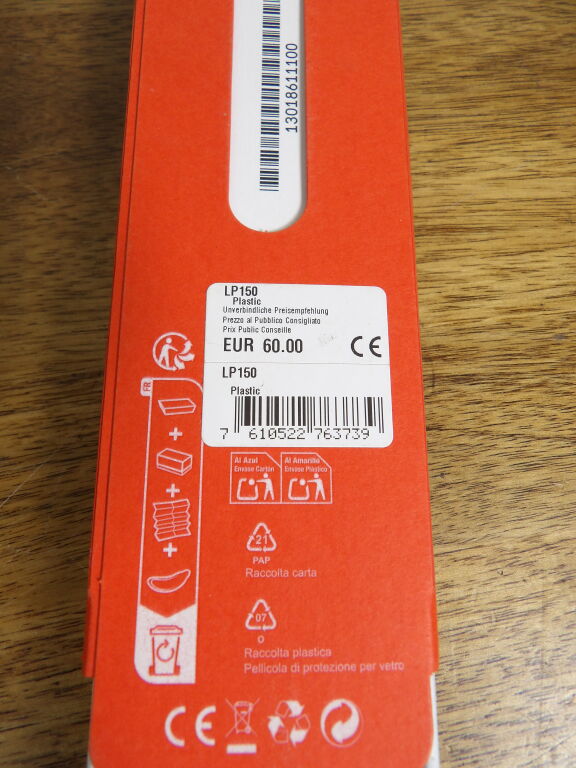 13018611100
LP150
Plastic
Unverbindliche Preisempfehlung
Prezzo al Pubblico Consigliato
Prix Public Conseille
EUR 60.00
CE
LP150
Plastic
7 610522 763739
FR
Al Azul
Envase Cartón
Al Amarillo
Envase Plástico
21
PAP
Raccolta carta
07
O
Raccolta plastica
Pellicola di protezione per vetro
CE